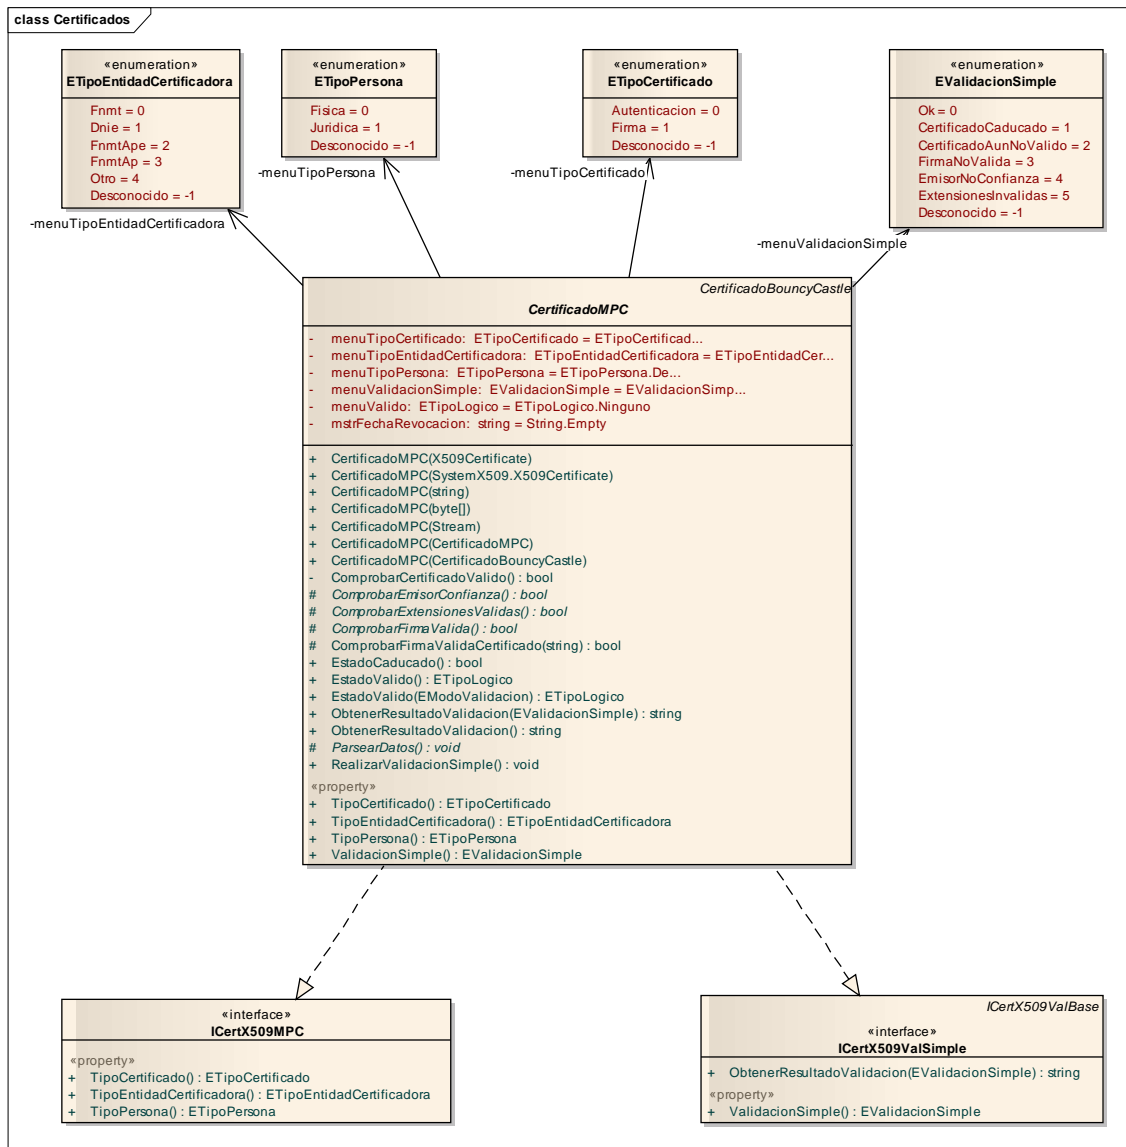 class Certificados
«enumeration»
ETipoEntidadCertificadora
Fnmt = 0
Dnie = 1
FnmtApe = 2
FnmtAp = 3
Otro = 4
Desconocido = -1
«enumeration»
ETipoPersona
Fisica = 0
Juridica = 1
Desconocido = -1
«enumeration»
ETipoCertificado
Autenticacion = 0
Firma = 1
Desconocido = -1
«enumeration»
EValidacionSimple
Ok = 0
CertificadoCaducado = 1
CertificadoAunNoValido = 2
FirmaNoValida = 3
EmisorNoConfianza = 4
ExtensionesInvalidas = 5
Desconocido = -1
-menuTipoEntidadCertificadora
-menuTipoPersona
-menuTipoCertificado
-menuValidacionSimple
CertificadoBouncyCastle
CertificadoMPC
- menuTipoCertificado: ETipoCertificado = ETipoCertificad...
- menuTipoEntidadCertificadora: ETipoEntidadCertificadora = ETipoEntidadCer...
- menuTipoPersona: ETipoPersona = ETipoPersona.De...
- menuValidacionSimple: EValidacionSimple = EValidacionSimp...
- menuValido: ETipoLogico = ETipoLogico.Ninguno
- mstrFechaRevocacion: string = String.Empty
+ CertificadoMPC(X509Certificate)
+ CertificadoMPC(SystemX509.X509Certificate)
+ CertificadoMPC(string)
+ CertificadoMPC(byte[])
+ CertificadoMPC(Stream)
+ CertificadoMPC(CertificadoMPC)
+ CertificadoMPC(CertificadoBouncyCastle)
- ComprobarCertificadoValido() : bool
# ComprobarEmisorConfianza() : bool
# ComprobarExtensionesValidas() : bool
# ComprobarFirmaValida() : bool
# ComprobarFirmaValidaCertificado(string) : bool
+ EstadoCaducado() : bool
+ EstadoValido() : ETipoLogico
+ EstadoValido(EModoValidacion) : ETipoLogico
+ ObtenerResultadoValidacion(EValidacionSimple) : string
+ ObtenerResultadoValidacion() : string
# ParsearDatos() : void
+ RealizarValidacionSimple() : void
«property»
+ TipoCertificado() : ETipoCertificado
+ TipoEntidadCertificadora() : ETipoEntidadCertificadora
+ TipoPersona() : ETipoPersona
+ ValidacionSimple() : EValidacionSimple
«interface»
ICertX509MPC
«property»
+ TipoCertificado() : ETipoCertificado
+ TipoEntidadCertificadora() : ETipoEntidadCertificadora
+ TipoPersona() : ETipoPersona
ICertX509ValBase
«interface»
ICertX509ValSimple
+ ObtenerResultadoValidacion(EValidacionSimple) : string
«property»
+ ValidacionSimple() : EValidacionSimple